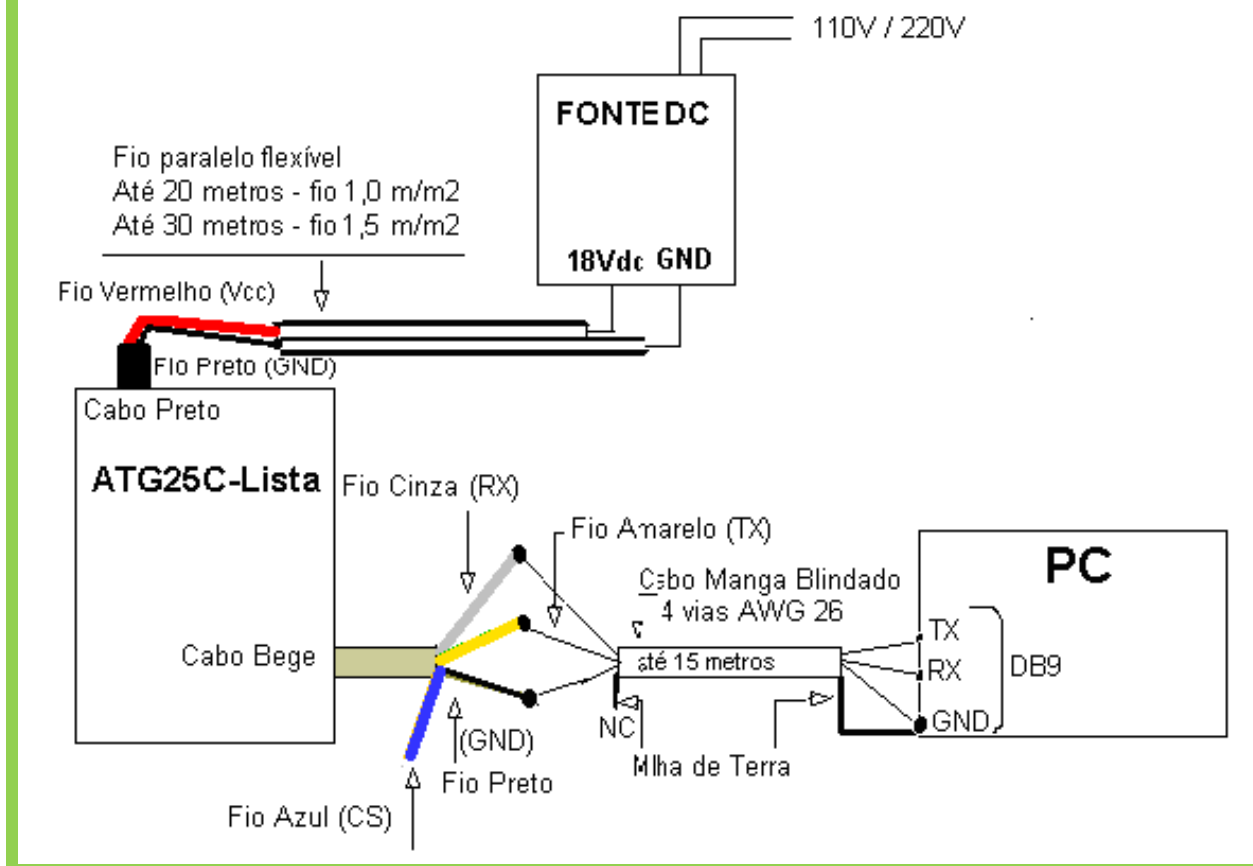 110V / 220V
FONTE DC
Fio paralelo flexível
Até 20 metros - fio 1,0 m/m2
Até 30 metros - fio 1,5 m/m2
18Vdc GND
Fio Vermelho (Vcc)
FIo Preto (GND)
Cabo Preto
ATG25C-Lista
Fio Cinza (RX)
Fio Amarelo (TX)
PC
Cabo Manga Blindado
4 vias AWG 26
TX
Cabo Bege
até 15 metros
RX
DB9
GND
NC
(GND)
Mlha de Terra
Fio Preto
Fio Azul (CS)